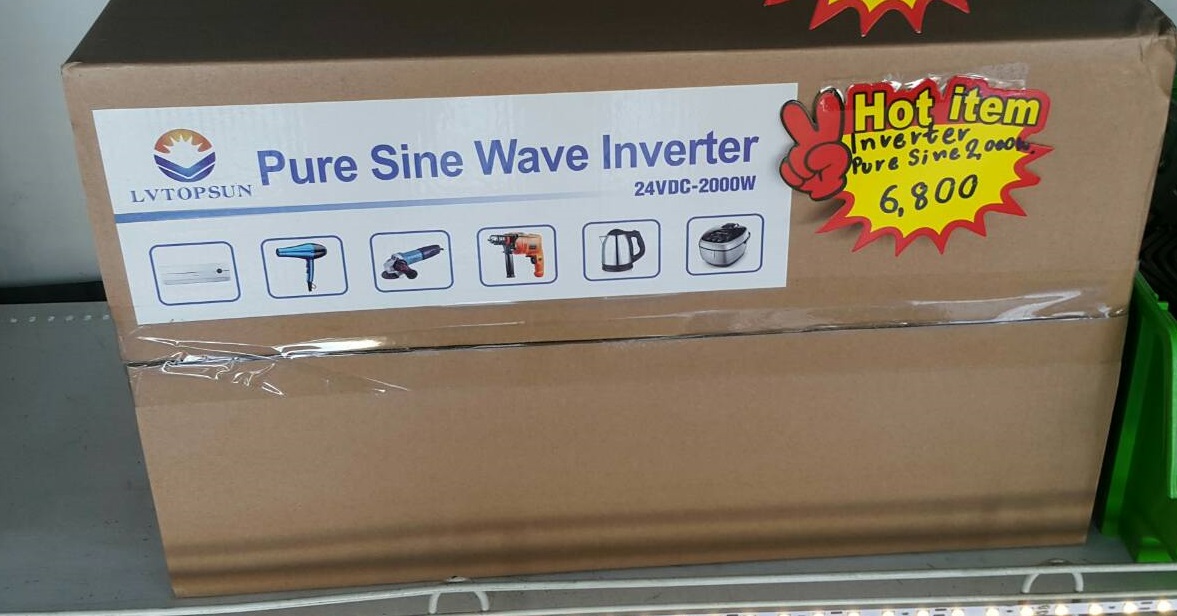 LVTOPSUN
Pure Sine Wave Inverter
24VDC-2000W
Hot item
Inverter
Pure Sine 2,000W.
6,800